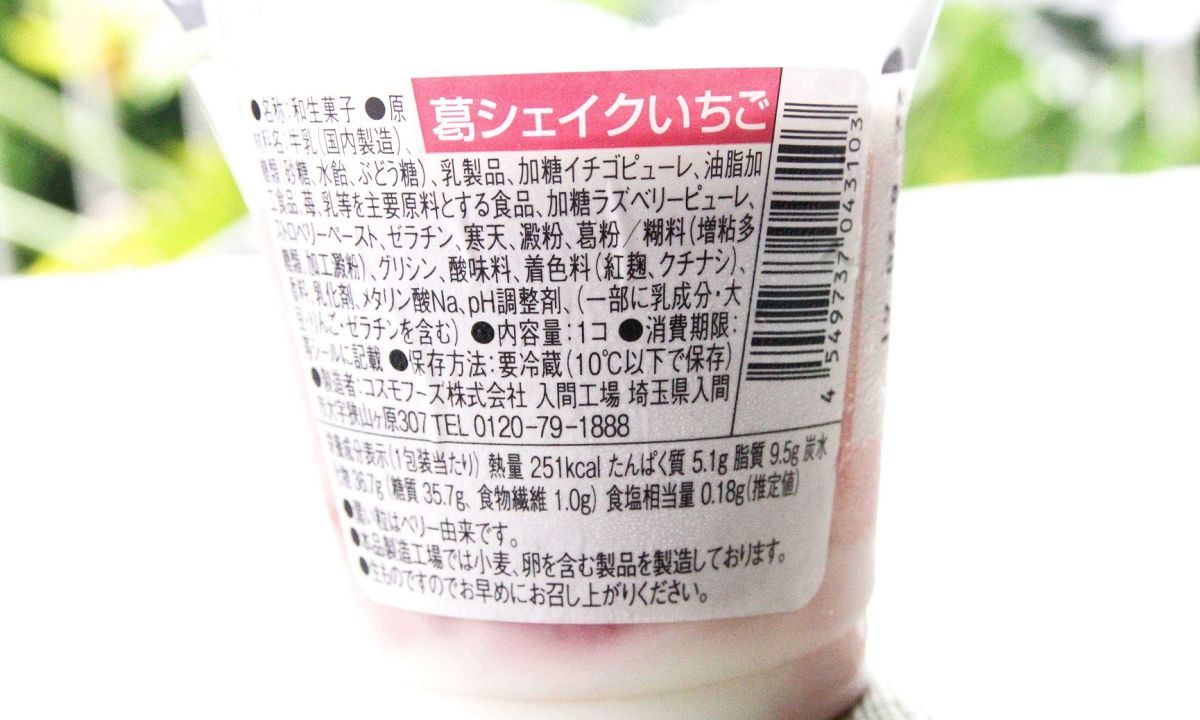 葛シェイクいちご
●名称:和生菓子 ●原
材料名:牛乳(国内製造)、
糖類(砂糖、水飴、ぶどう糖)、乳製品、加糖イチゴピューレ、油脂加
工食品、苺、乳等を主要原料とする食品、加糖ラズベリーピューレ、
ストロベリーペースト、ゼラチン、寒天、澱粉、葛粉/糊料(増粘多
糖類、加工澱粉)、グリシン、酸味料、着色料(紅麹、クチナシ)、
香料、乳化剤、メタリン酸Na、pH調整剤、(一部に乳成分・大
豆・りんご・ゼラチンを含む) ●内容量:1コ ●消費期限:
シールに記載 ●保存方法:要冷蔵(10℃以下で保存)
●製造者:コスモフーズ株式会社 入間工場 埼玉県入間
市大字狭山ヶ原307 TEL 0120-79-1888
栄養成分表示(1包装当たり) 熱量 251kcal たんぱく質 5.1g 脂質 9.5g 炭水
化物 36.7g(糖質 35.7g、食物繊維 1.0g) 食塩相当量 0.18g(推定値)
●黒い粒はベリー由来です。
●本品製造工場では小麦、卵を含む製品を製造しております。
●生ものですのでお早めにお召し上がりください。
4 549737 043103